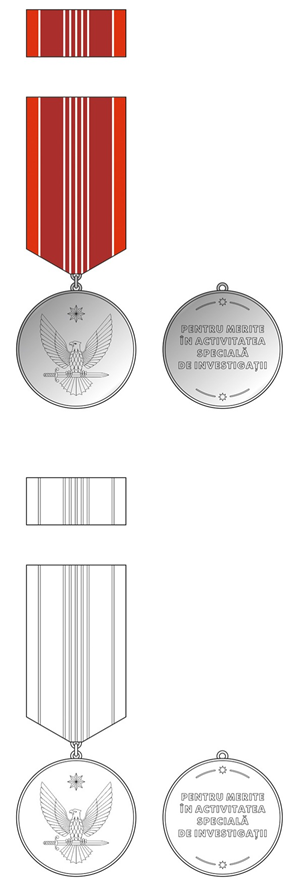 PENTRU MERITE
ÎN ACTIVITATEA
SPECIALĂ
DE INVESTIGAȚII
PENTRU MERITE
ÎN ACTIVITATEA
SPECIALĂ
DE INVESTIGAȚII